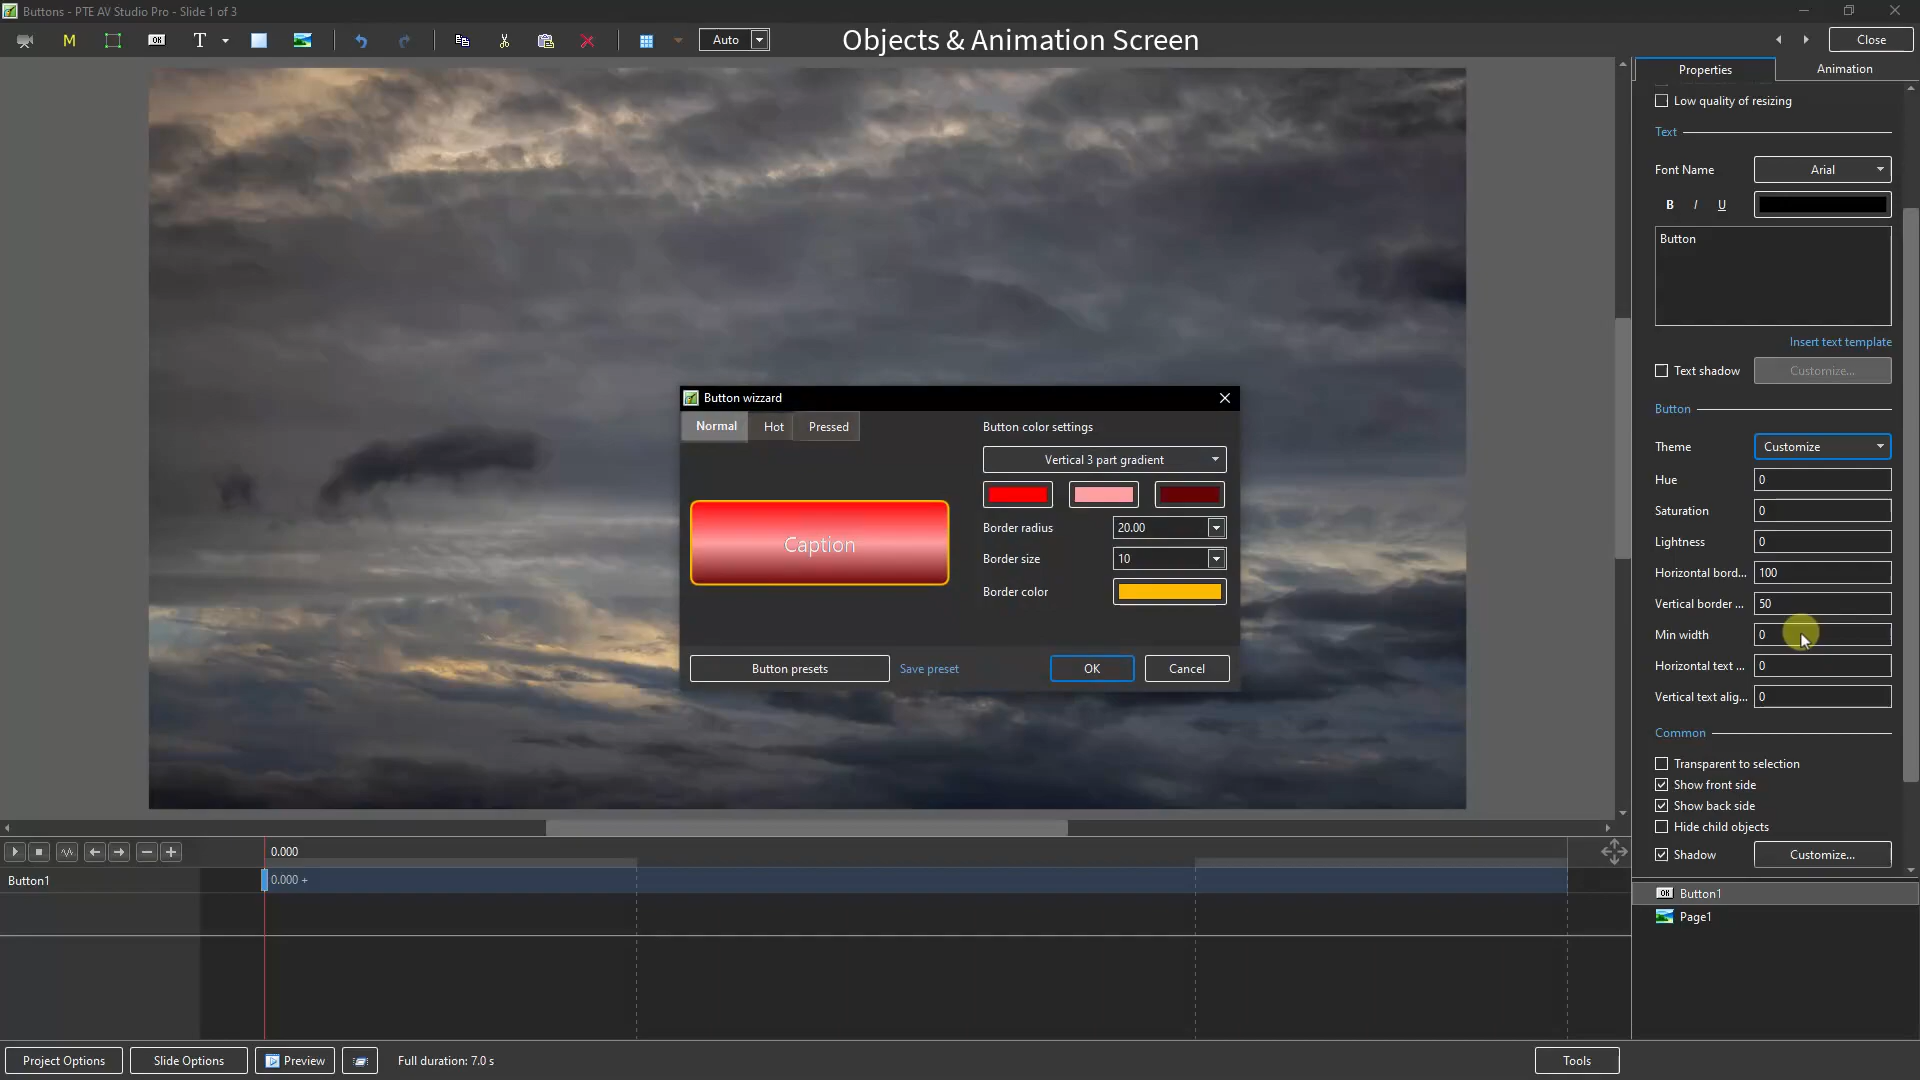 Buttons - PTE AV Studio Pro - Slide 1 of 3
M
OK
T
Auto
Objects & Animation Screen
Close
Properties
Animation
Low quality of resizing
Text
Font Name
Arial
B I U
Button
Insert text template
Text shadow
Customize...
Button
Theme
Customize
Hue
0
Saturation
0
Lightness
0
Horizontal bord...
100
Vertical border ...
50
Min width
0
Horizontal text ...
0
Vertical text alig...
0
Common
Transparent to selection
Show front side
Show back side
Hide child objects
Shadow
Customize...
OK Button1
Page1
Button wizzard
Normal
Hot
Pressed
Button color settings
Vertical 3 part gradient
Caption
Border radius
20.00
Border size
10
Border color
Button presets
Save preset
OK
Cancel
0.000
Button1
0.000 +
Project Options
Slide Options
Preview
Full duration: 7.0 s
Tools